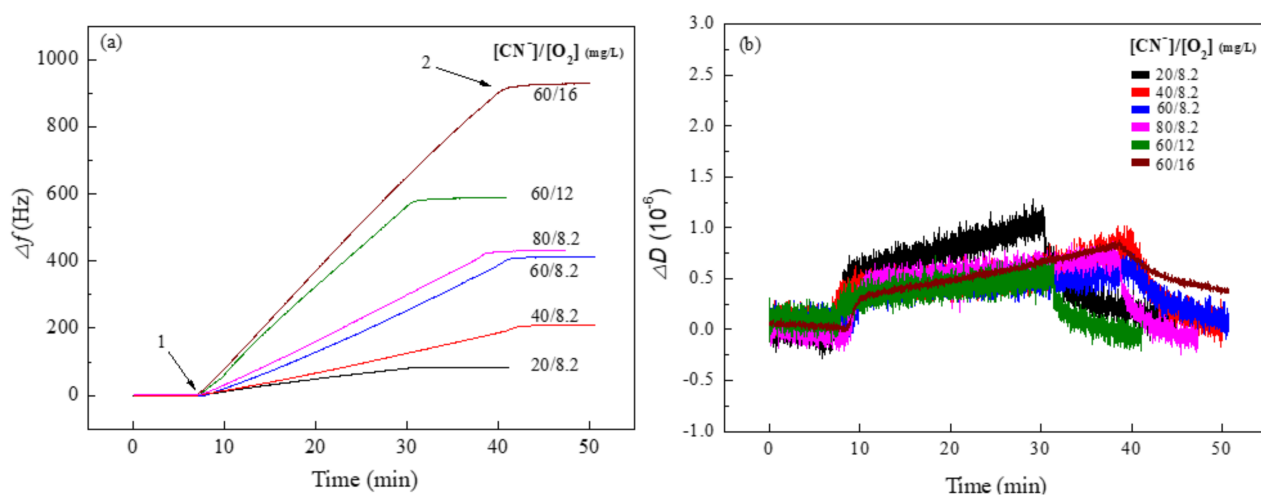 (a)
[CN⁻]/[O₂] (mg/L)
1000
800
600
400
200
0
Δf (Hz)
2
60/16
60/12
80/8.2
60/8.2
40/8.2
20/8.2
1
0 10 20 30 40 50
Time (min)
(b)
[CN⁻]/[O₂] (mg/L)
20/8.2
40/8.2
60/8.2
80/8.2
60/12
60/16
3.0
2.5
2.0
1.5
1.0
0.5
0.0
-0.5
-1.0
ΔD (10⁻⁶)
0 10 20 30 40 50
Time (min)